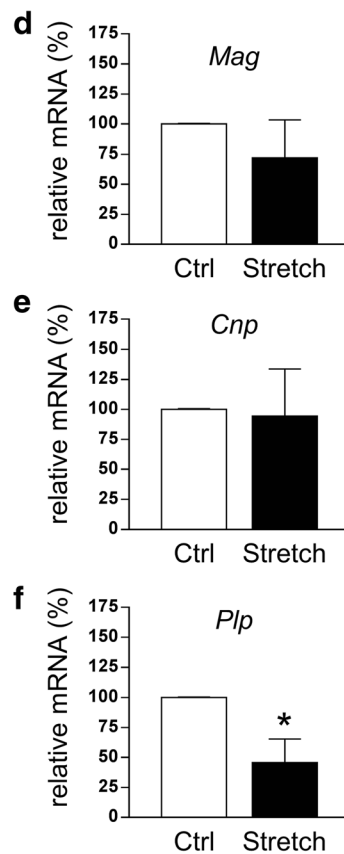 d
Mag
relative mRNA (%)
175
150
125
100
75
50
25
0
Ctrl Stretch
e
Cnp
relative mRNA (%)
175
150
125
100
75
50
25
0
Ctrl Stretch
f
Plp
relative mRNA (%)
175
150
125
100
75
50
25
0
*
Ctrl Stretch